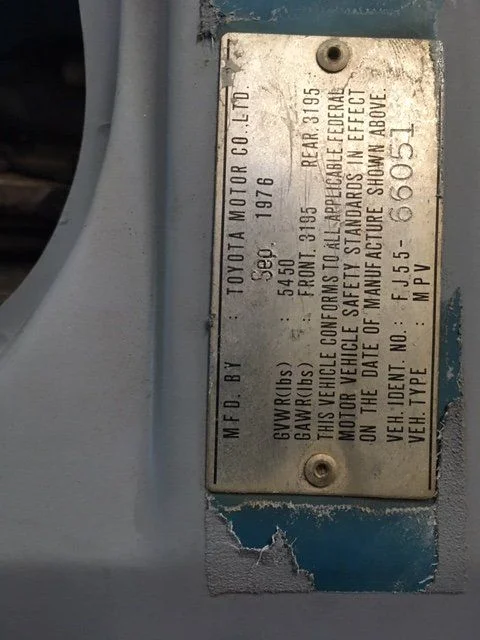 MFD. BY : TOYOTA MOTOR CO., LTD.
Sep. 1976
GVWR(lbs) : 5450
GAWR(lbs) : FRONT. 3195 REAR. 3195
THIS VEHICLE CONFORMS TO ALL APPLICABLE FEDERAL
MOTOR VEHICLE SAFETY STANDARDS IN EFFECT
ON THE DATE OF MANUFACTURE SHOWN ABOVE.
VEH. IDENT. NO.: FJ55-66051
VEH. TYPE : MPV